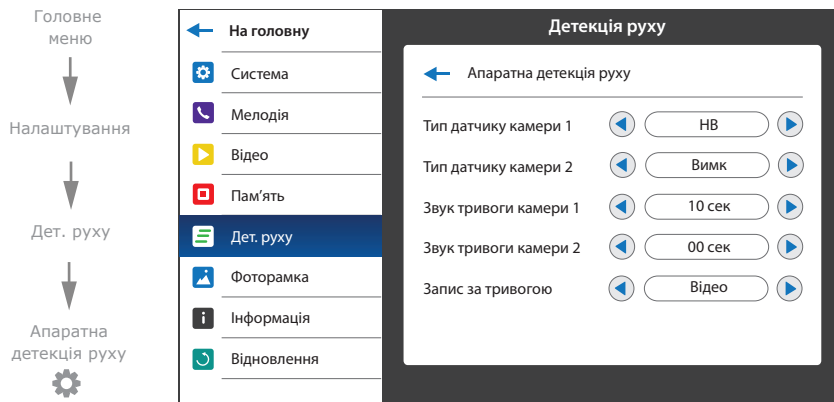 Головне
меню
Налаштування
Дет. руху
Апаратна
детекція руху
На головну
Система
Мелодія
Відео
Пам’ять
Дет. руху
Фоторамка
Інформація
Відновлення
Детекція руху
Апаратна детекція руху
Тип датчику камери 1 НВ
Тип датчику камери 2 Вимк
Звук тривоги камери 1 10 сек
Звук тривоги камери 2 00 сек
Запис за тривогою Відео